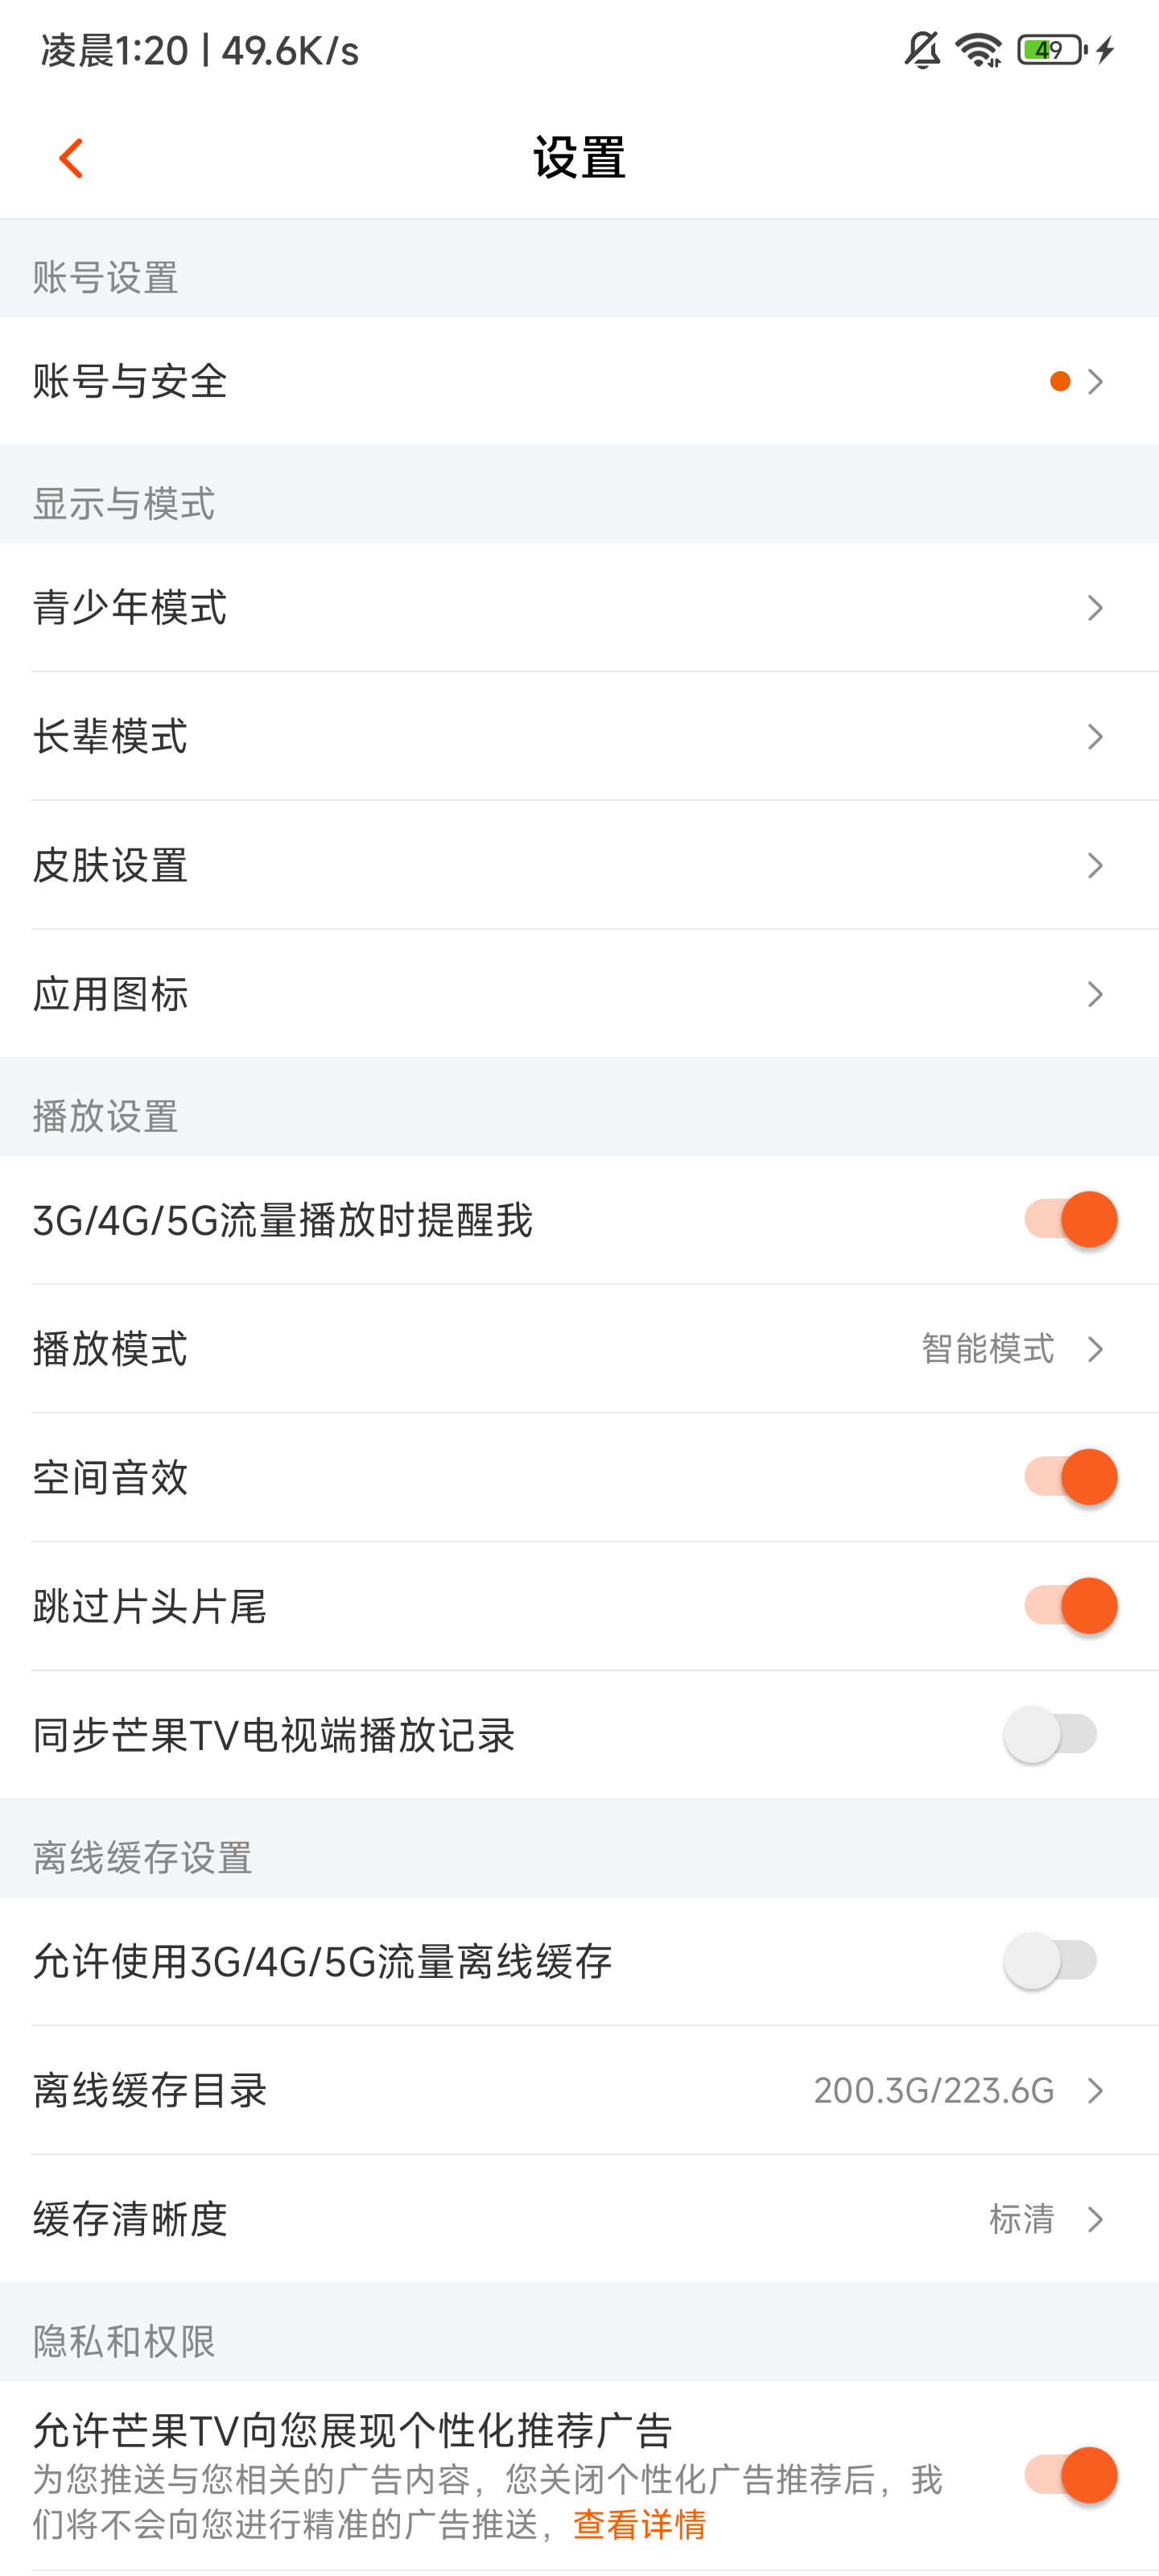 凌晨1:20 | 49.6K/s
49
设置
账号设置
账号与安全
显示与模式
青少年模式
长辈模式
皮肤设置
应用图标
播放设置
3G/4G/5G流量播放时提醒我
播放模式 智能模式
空间音效
跳过片头片尾
同步芒果TV电视端播放记录
离线缓存设置
允许使用3G/4G/5G流量离线缓存
离线缓存目录 200.3G/223.6G
缓存清晰度 标清
隐私和权限
允许芒果TV向您展现个性化推荐广告
为您推送与您相关的广告内容，您关闭个性化广告推荐后，我
们将不会向您进行精准的广告推送，查看详情